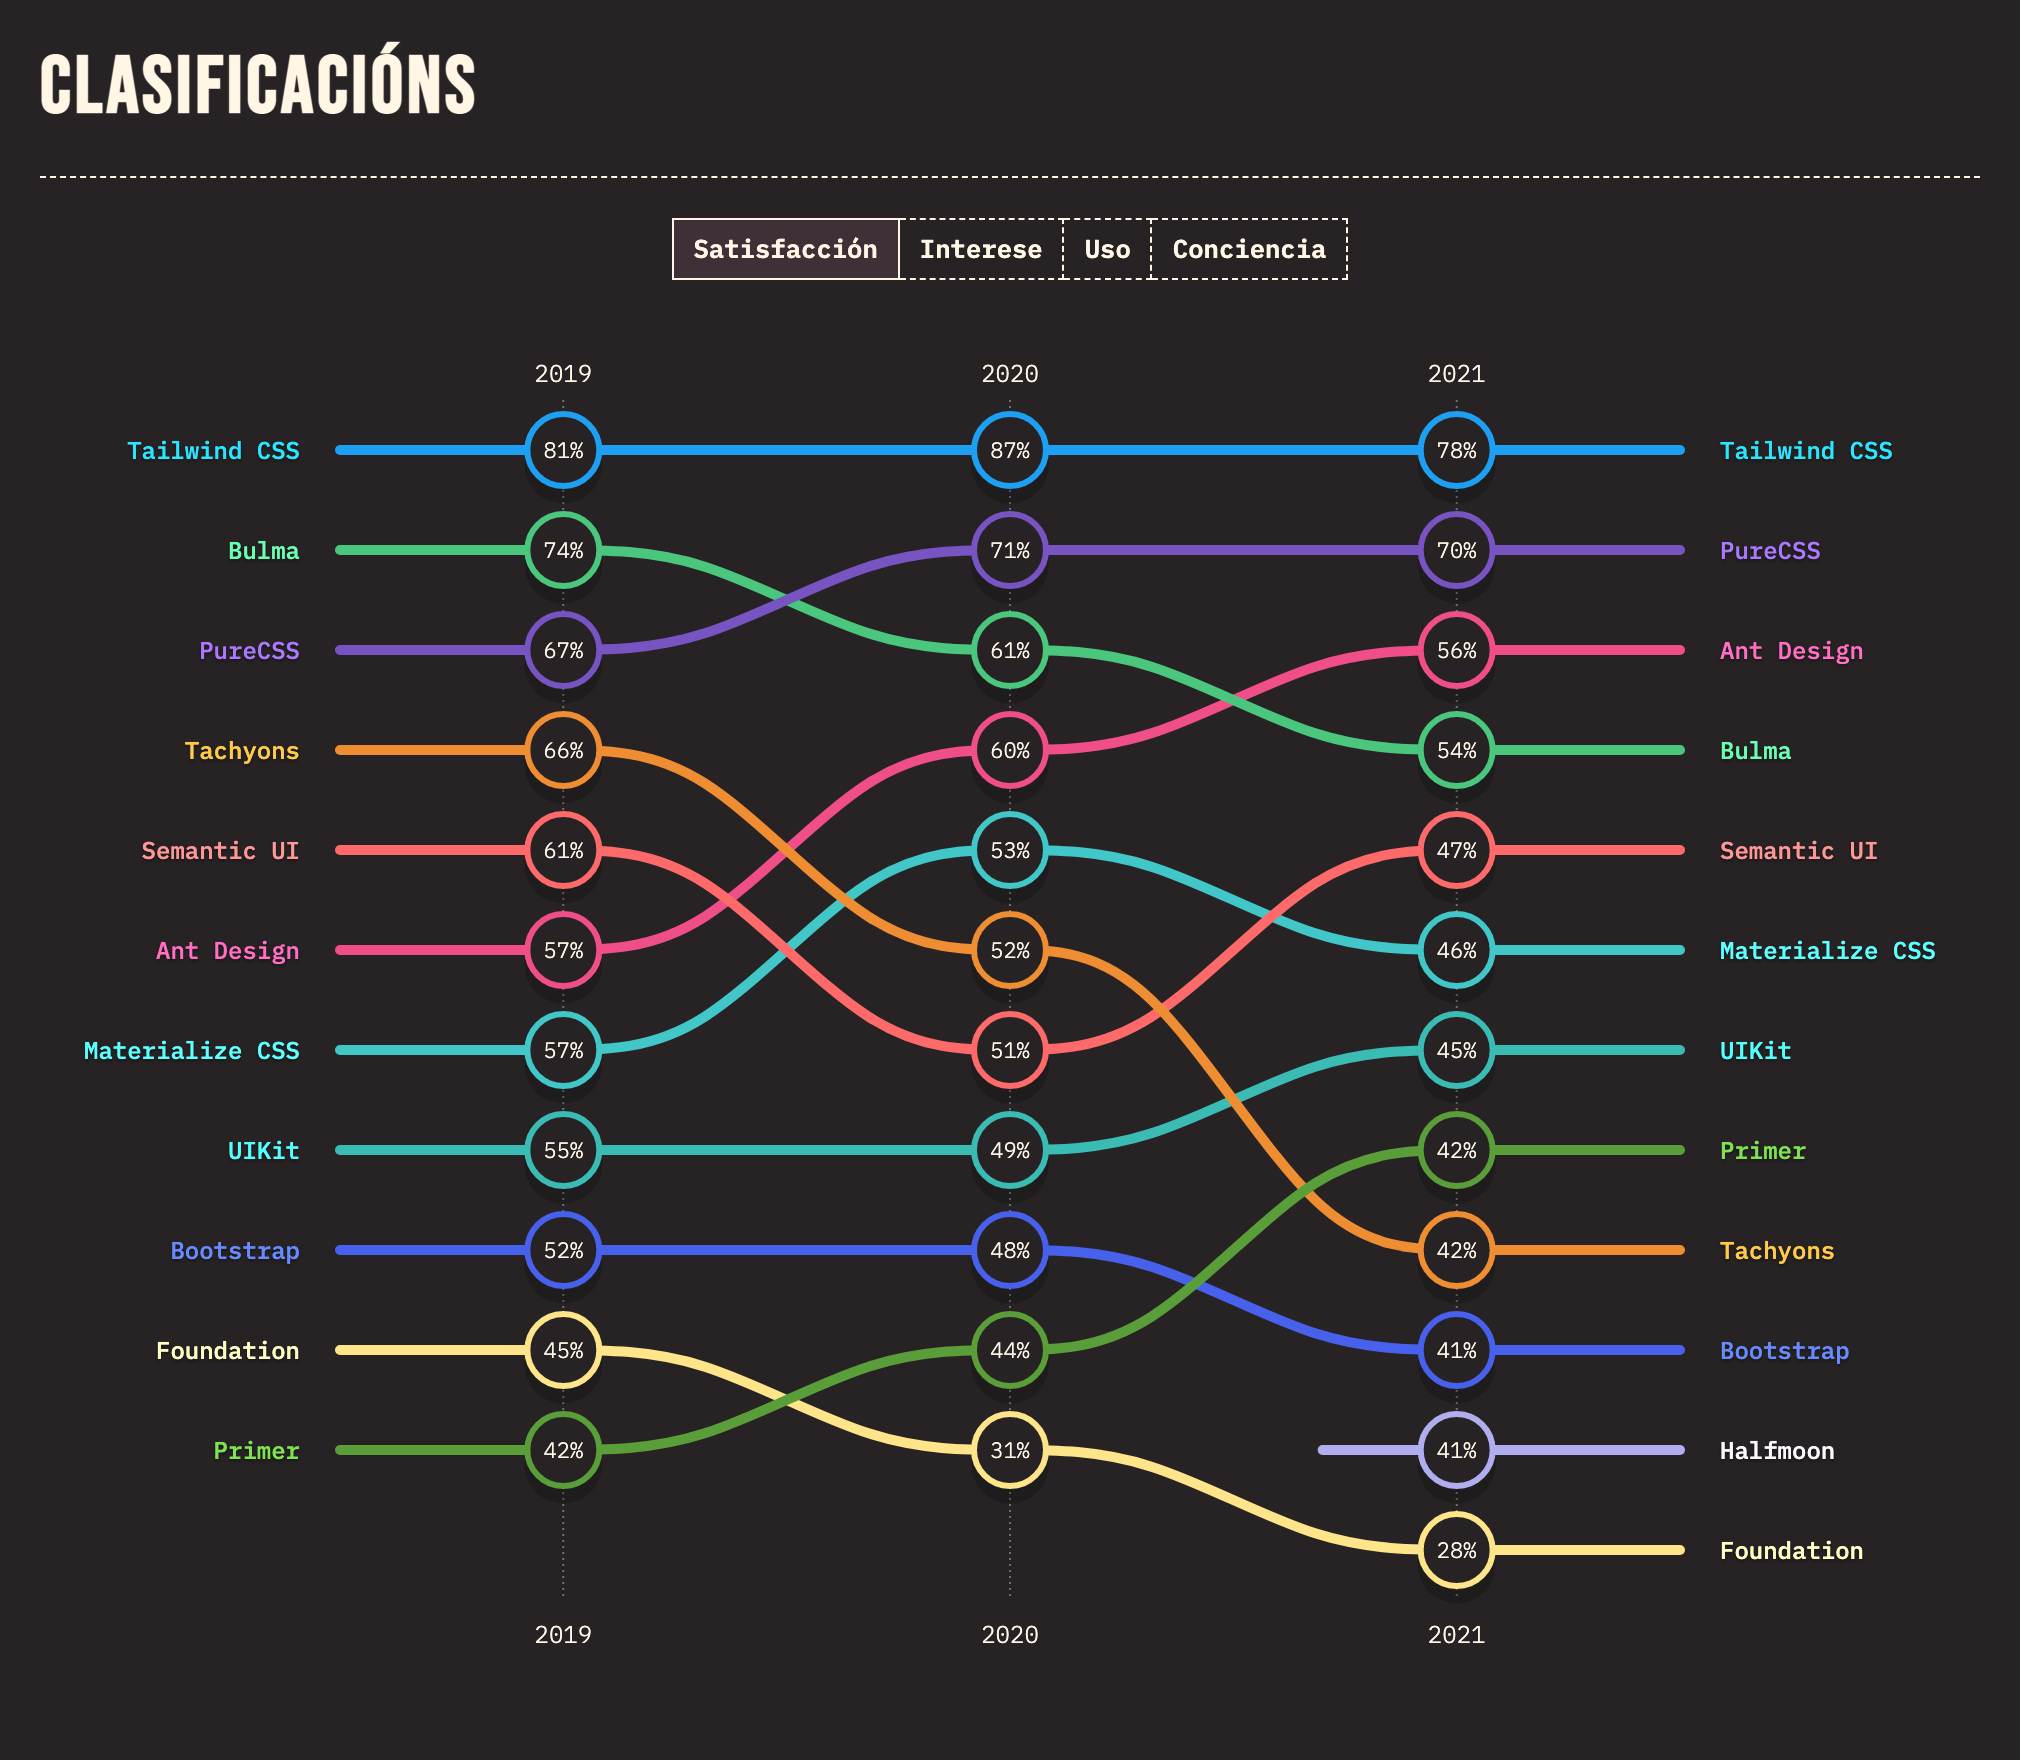 CLASIFICACIÓNS
Satisfacción Interese Uso Conciencia
2019 2020 2021
Tailwind CSS 81% 87% 78% Tailwind CSS
Bulma 74% 71% 70% PureCSS
PureCSS 67% 61% 56% Ant Design
Tachyons 66% 60% 54% Bulma
Semantic UI 61% 53% 47% Semantic UI
Ant Design 57% 52% 46% Materialize CSS
Materialize CSS 57% 51% 45% UIKit
UIKit 55% 49% 42% Primer
Bootstrap 52% 48% 42% Tachyons
Foundation 45% 44% 41% Bootstrap
Primer 42% 31% 41% Halfmoon
28% Foundation
2019 2020 2021